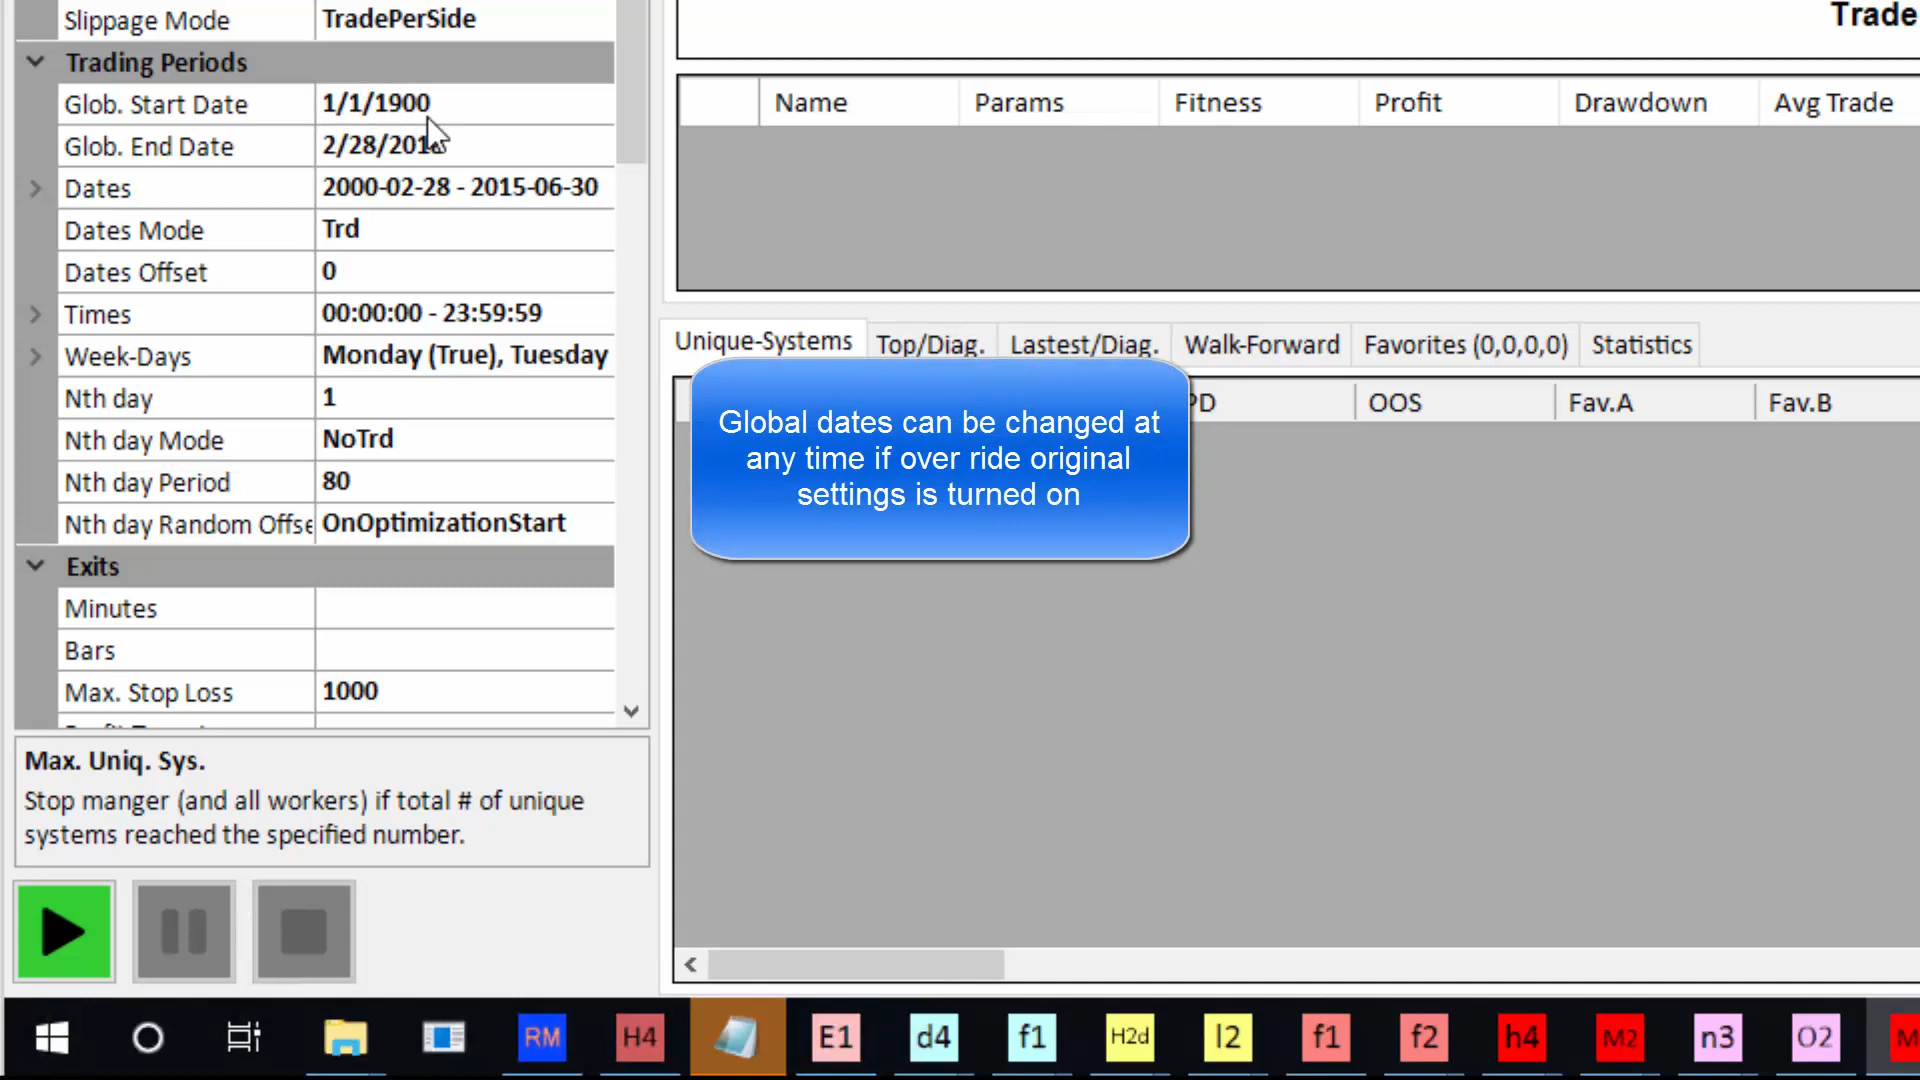 Slippage Mode TradePerSide
Trade
Trading Periods
Glob. Start Date 1/1/1900
Glob. End Date
Dates 2000-02-28 - 2015-06-30
Dates Mode Trd
Dates Offset 0
Times 00:00:00 - 23:59:59
Week-Days Monday (True), Tuesday
Nth day 1
Nth day Mode NoTrd
Nth day Period 80
Nth day Random Offse OnOptimizationStart
Exits
Minutes
Bars
Max. Stop Loss 1000
Max. Uniq. Sys.
Stop manger (and all workers) if total # of unique
systems reached the specified number.
Name Params Fitness Profit Drawdown Avg Trade
Unique-Systems Top/Diag. Lastest/Diag. Walk-Forward Favorites (0,0,0,0) Statistics
OOS Fav.A Fav.B
Global dates can be changed at
any time if over ride original
settings is turned on
RM H4 E1 d4 f1 H2d l2 f1 f2 h4 M2 n3 O2 M